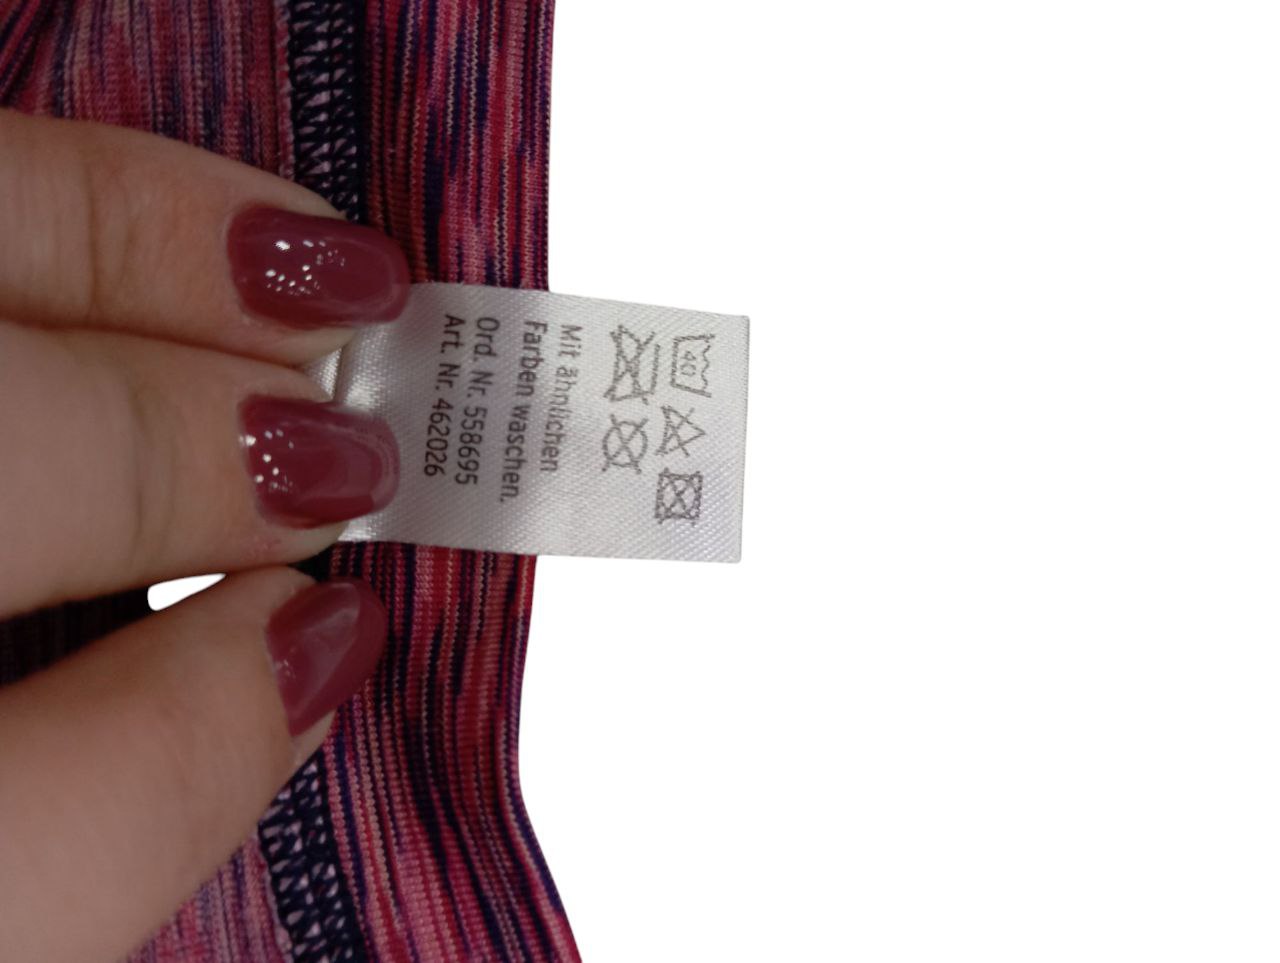 40
Mit ähnlichen
Farben waschen.
Ord. Nr. 558695
Art. Nr. 462026